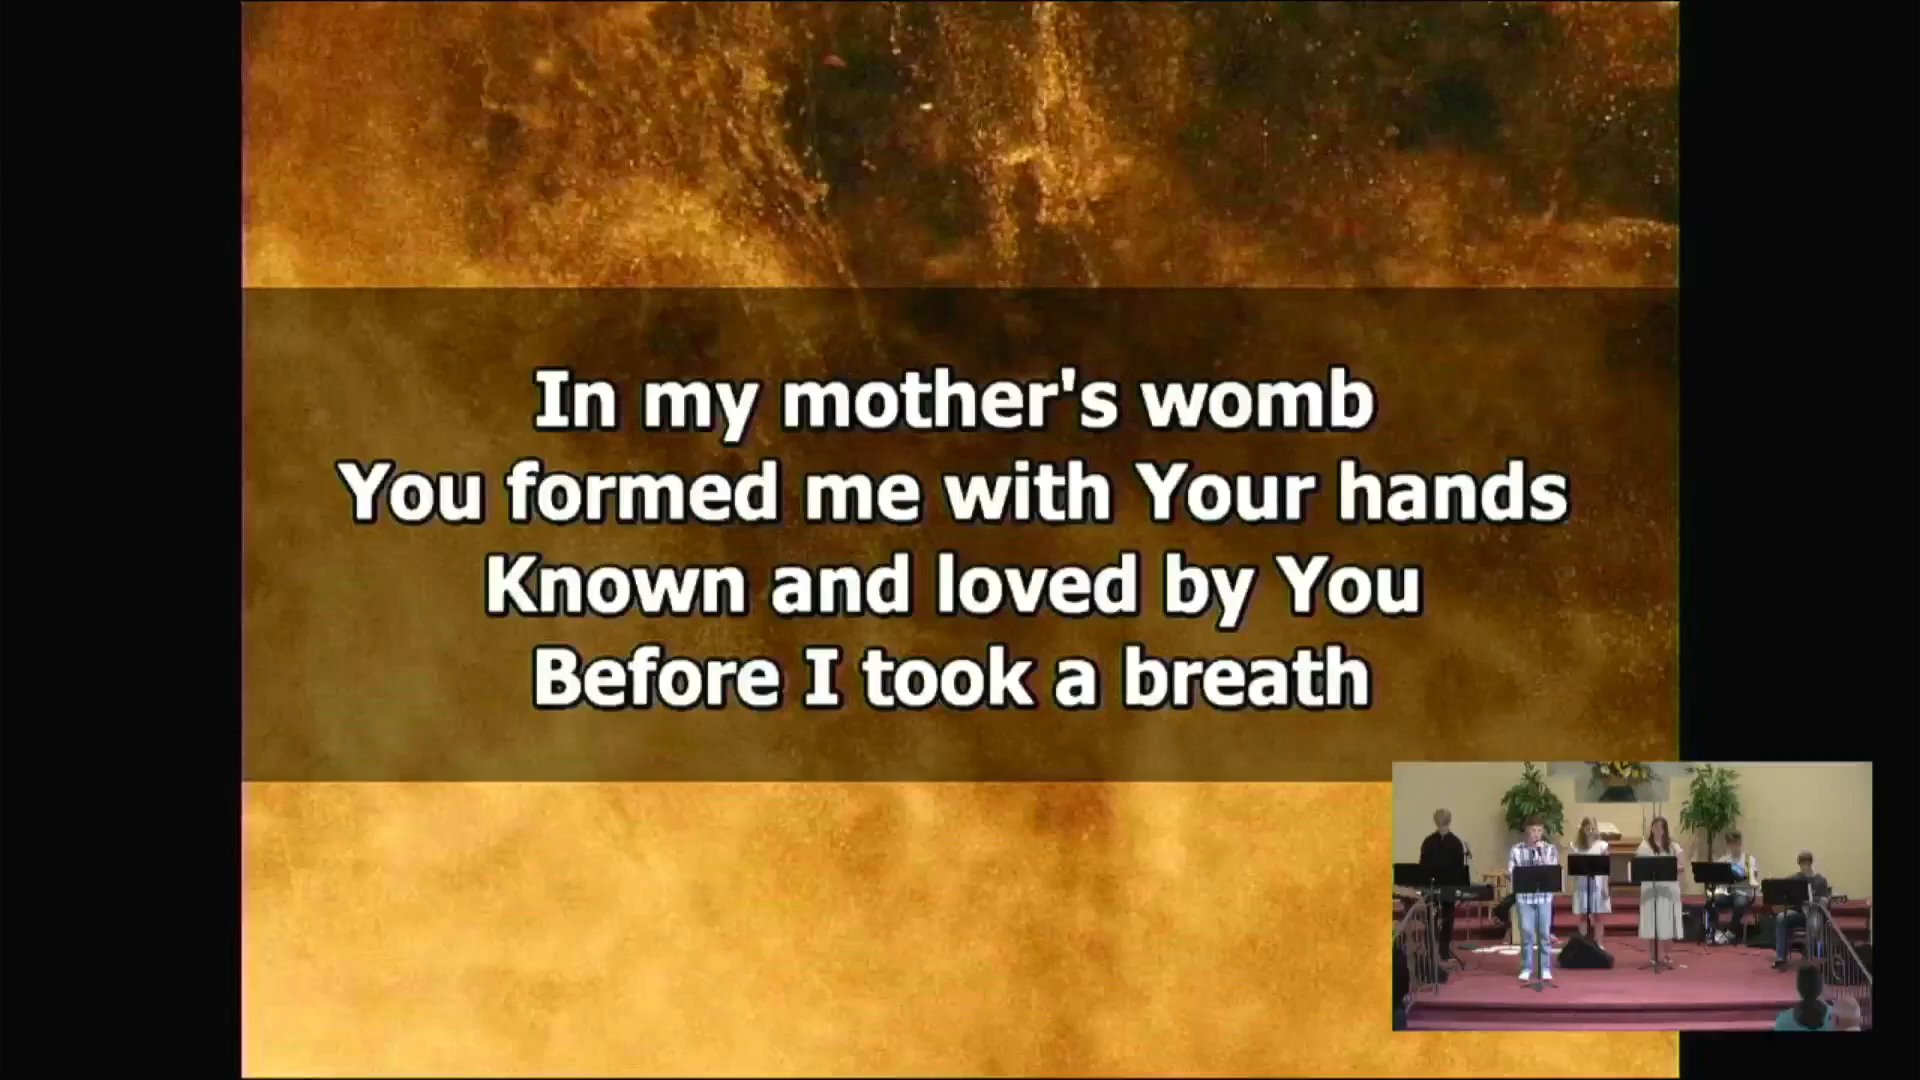 In my mother's womb
You formed me with Your hands
Known and loved by You
Before I took a breath